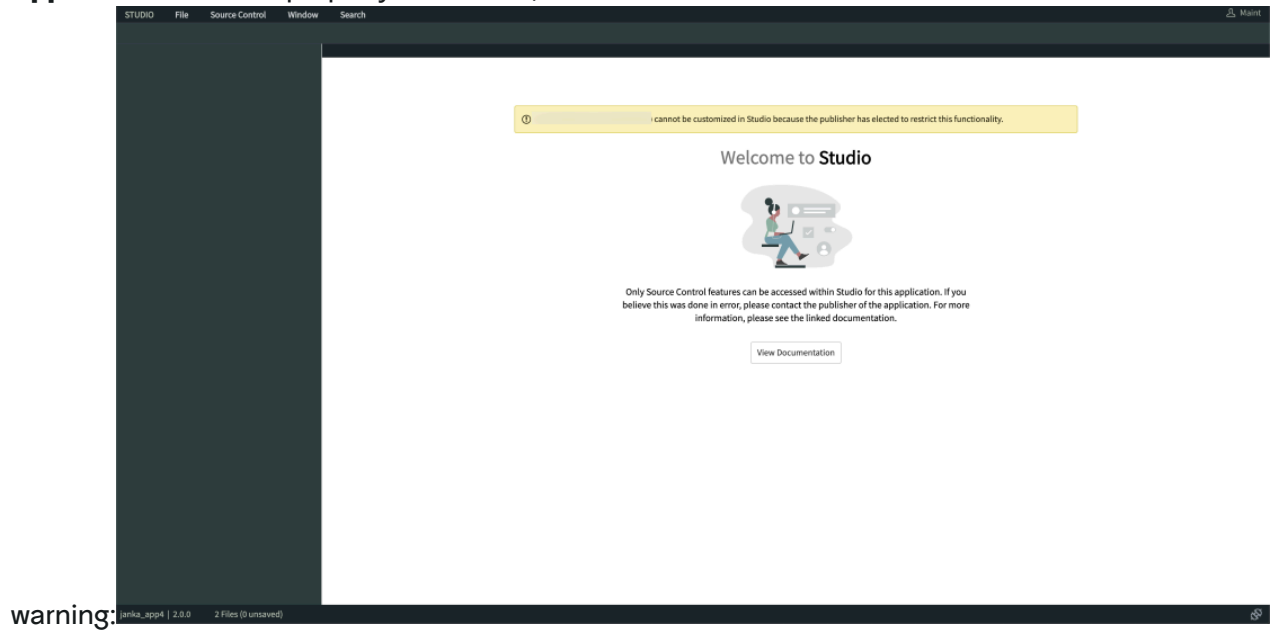 STUDIO File Source Control Window Search Maint
cannot be customized in Studio because the publisher has elected to restrict this functionality.
Welcome to Studio
Only Source Control features can be accessed within Studio for this application. If you
believe this was done in error, please contact the publisher of the application. For more
information, please see the linked documentation.
View Documentation
warning: janka_app4 | 2.0.0 2 Files (0 unsaved)